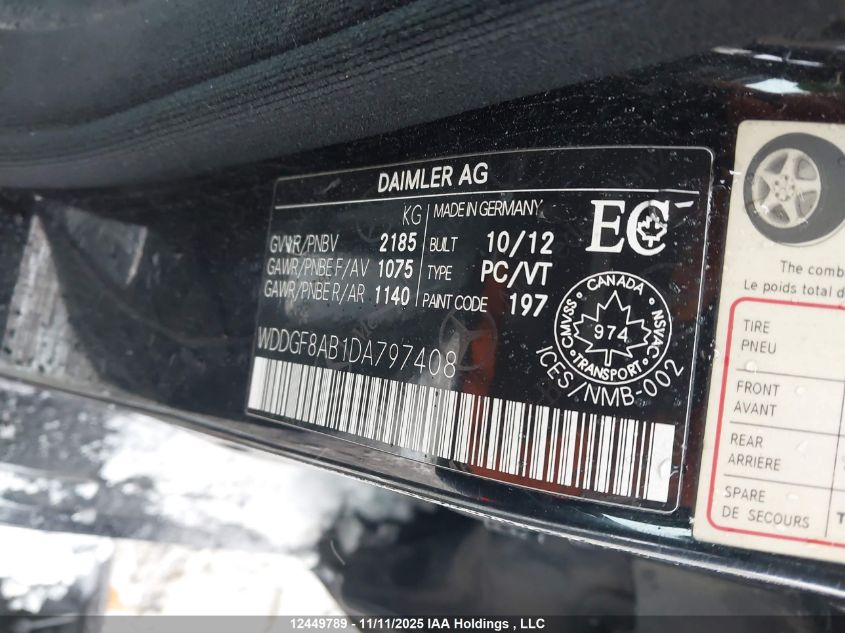 DAIMLER AG
KG MADE IN GERMANY
GVWR/PNBV 2185 BUILT 10/12
GAWR/PNBE F/AV 1075 TYPE PC/VT
GAWR/PNBE R/AR 1140 PAINT CODE 197
WDDGF8AB1DA797408
EC
CANADA
CMVSS 974 NSVAC
TRANSPORT
ICES/NMB-002
The comb
Le poids total d
TIRE
PNEU
FRONT
AVANT
REAR
ARRIERE
SPARE
DE SECOURS
12449789 - 11/11/2025 IAA Holdings , LLC